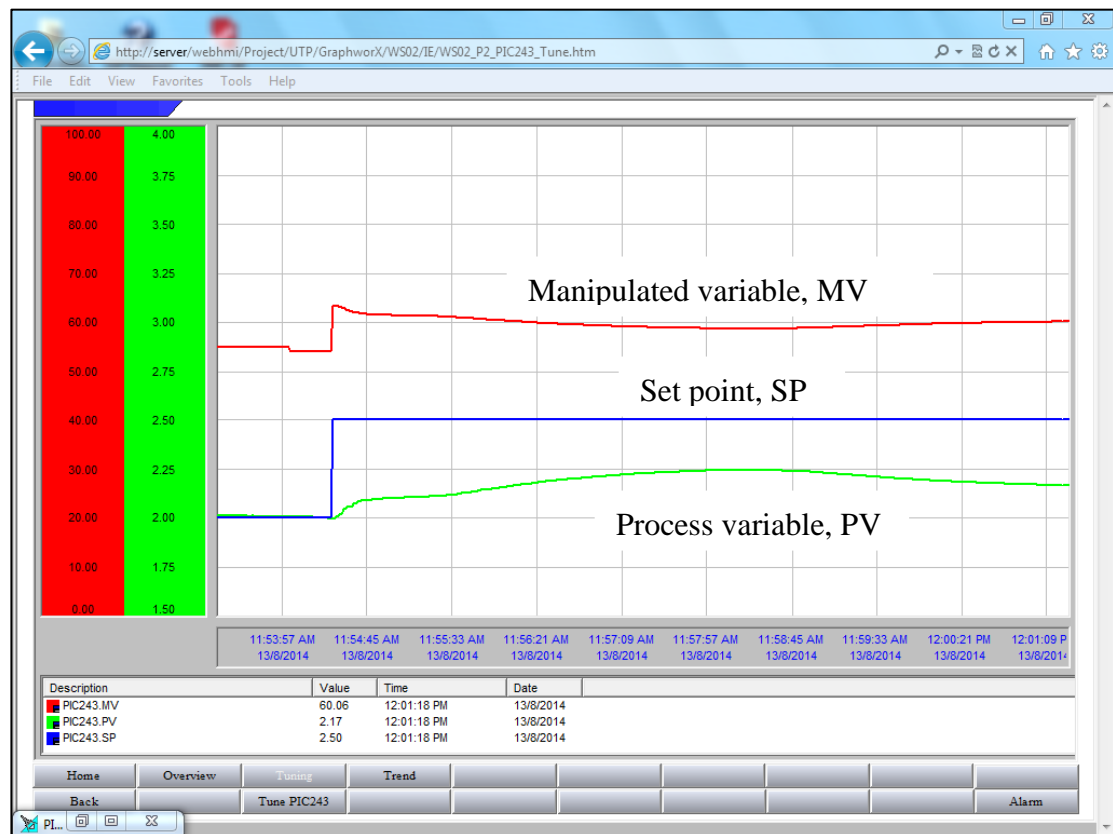 http://server/webhmi/Project/UTP/GraphworX/WS02/IE/WS02_P2_PIC243_Tune.htm
File Edit View Favorites Tools Help
100.00 4.00
90.00 3.75
80.00 3.50
70.00 3.25
60.00 3.00
50.00 2.75
40.00 2.50
30.00 2.25
20.00 2.00
10.00 1.75
0.00 1.50
Manipulated variable, MV
Set point, SP
Process variable, PV
11:53:57 AM 11:54:45 AM 11:55:33 AM 11:56:21 AM 11:57:09 AM 11:57:57 AM 11:58:45 AM 11:59:33 AM 12:00:21 PM 12:01:09 P
13/8/2014 13/8/2014 13/8/2014 13/8/2014 13/8/2014 13/8/2014 13/8/2014 13/8/2014 13/8/2014 13/8/201
Description Value Time Date
PIC243.MV 60.06 12:01:18 PM 13/8/2014
PIC243.PV 2.17 12:01:18 PM 13/8/2014
PIC243.SP 2.50 12:01:18 PM 13/8/2014
Home Overview Tuning Trend
Back Tune PIC243 Alarm
PI...